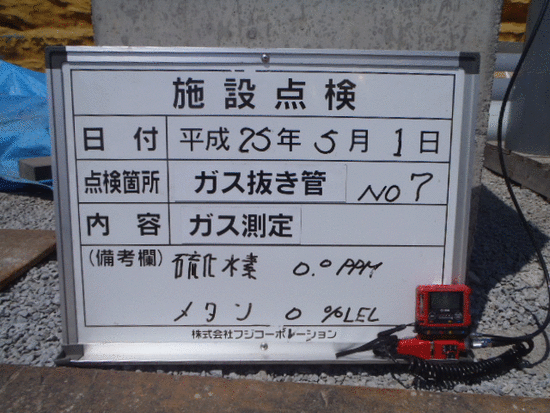 施設点検
日付 平成25年5月1日
点検箇所 ガス抜き管 NO7
内容 ガス測定
(備考欄) 硫化水素 0.0PPM
メタン 0%LEL
株式会社フジコーポレーション